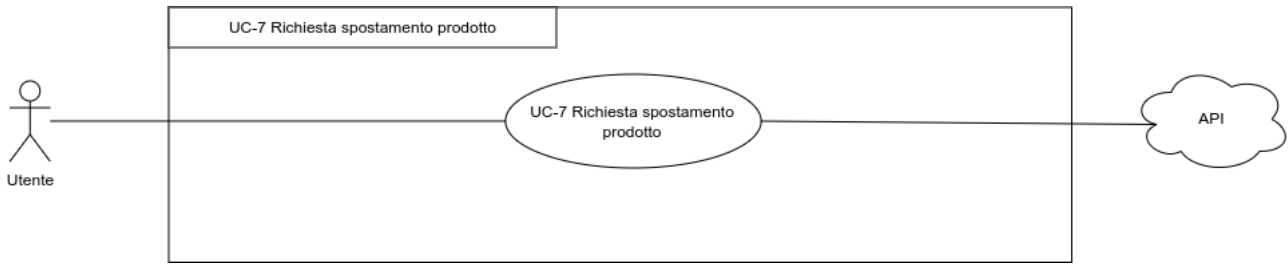 UC-7 Richiesta spostamento prodotto
UC-7 Richiesta spostamento
prodotto
API
Utente